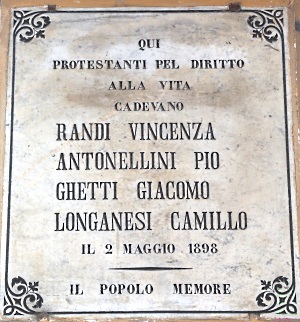 QUI
PROTESTANTI PEL DIRITTO
ALLA VITA
CADEVANO
RANDI VINCENZA
ANTONELLINI PIO
GHETTI GIACOMO
LONGANESI CAMILLO
IL 2 MAGGIO 1898
IL POPOLO MEMORE